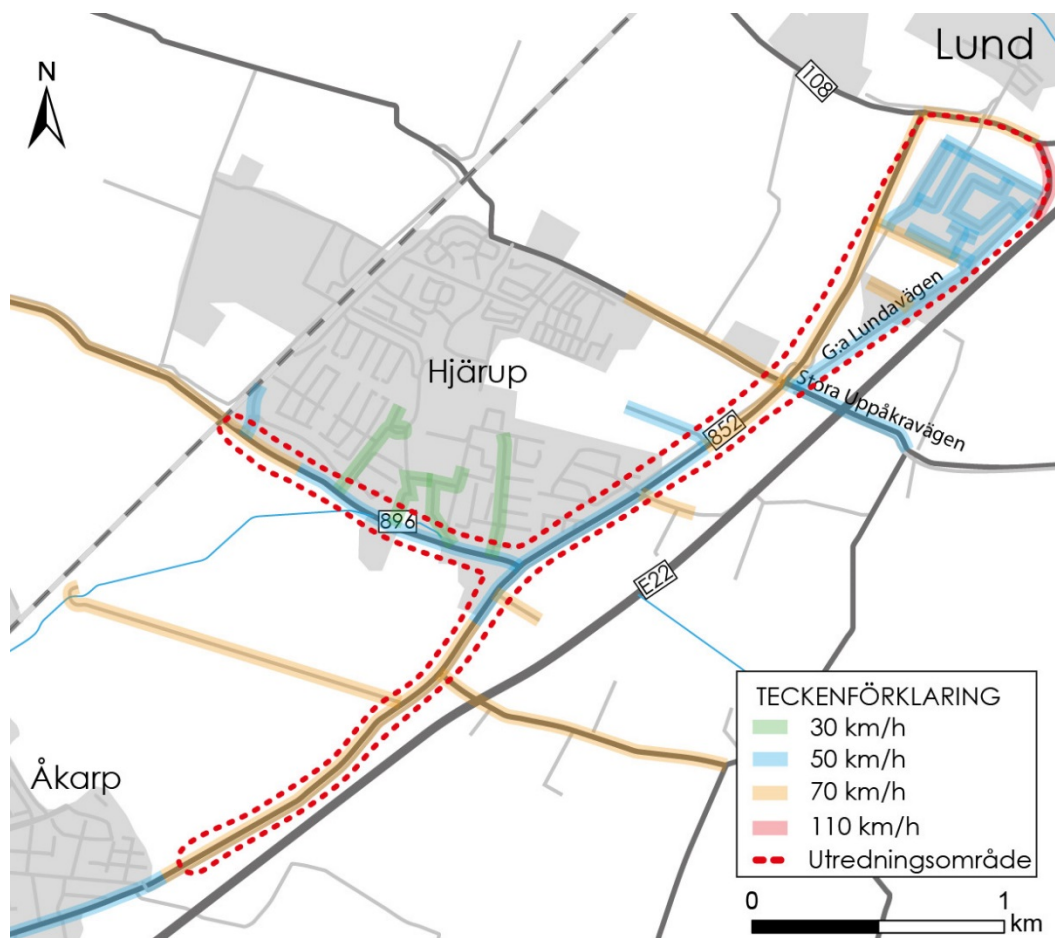 Lund
N
108
G:a Lundavägen
Hjärup
Stora Uppåkravägen
852
896
E22
TECKENFÖRKLARING
30 km/h
50 km/h
70 km/h
110 km/h
Utredningsområde
Åkarp
0 1
km